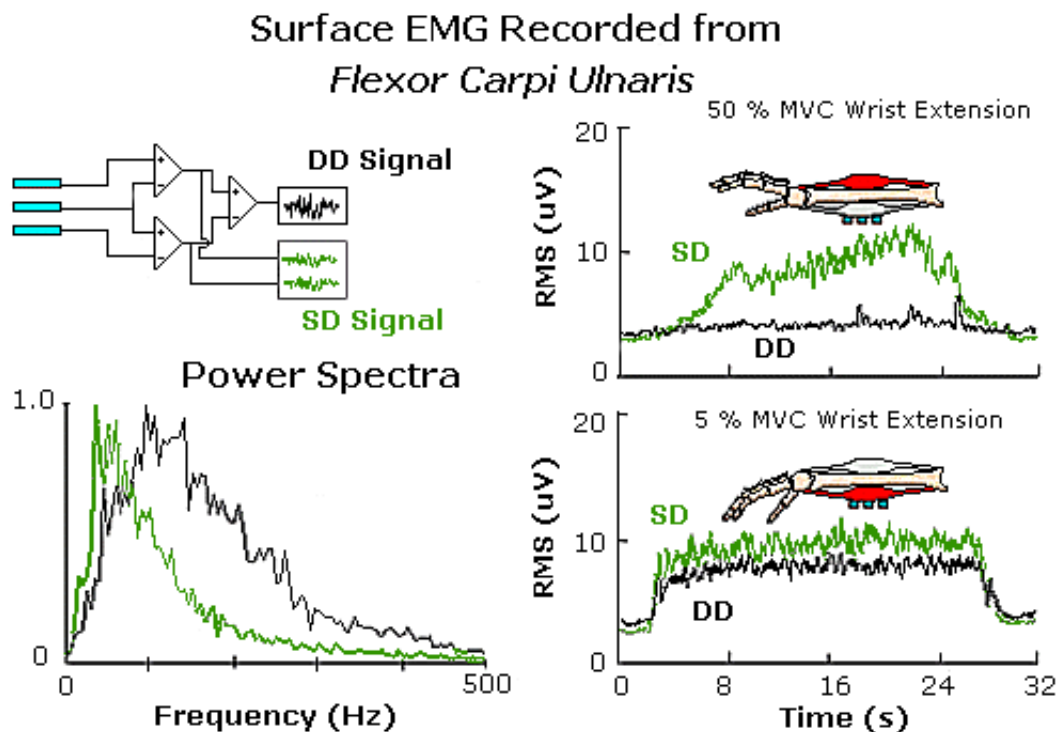 Surface EMG Recorded from
Flexor Carpi Ulnaris
DD Signal
SD Signal
+
−
+
−
+
−
50 % MVC Wrist Extension
20
10
0
RMS (uV)
SD
DD
Power Spectra
1.0
0
0
500
Frequency (Hz)
5 % MVC Wrist Extension
20
10
0
RMS (uV)
SD
DD
0
8
16
24
32
Time (s)